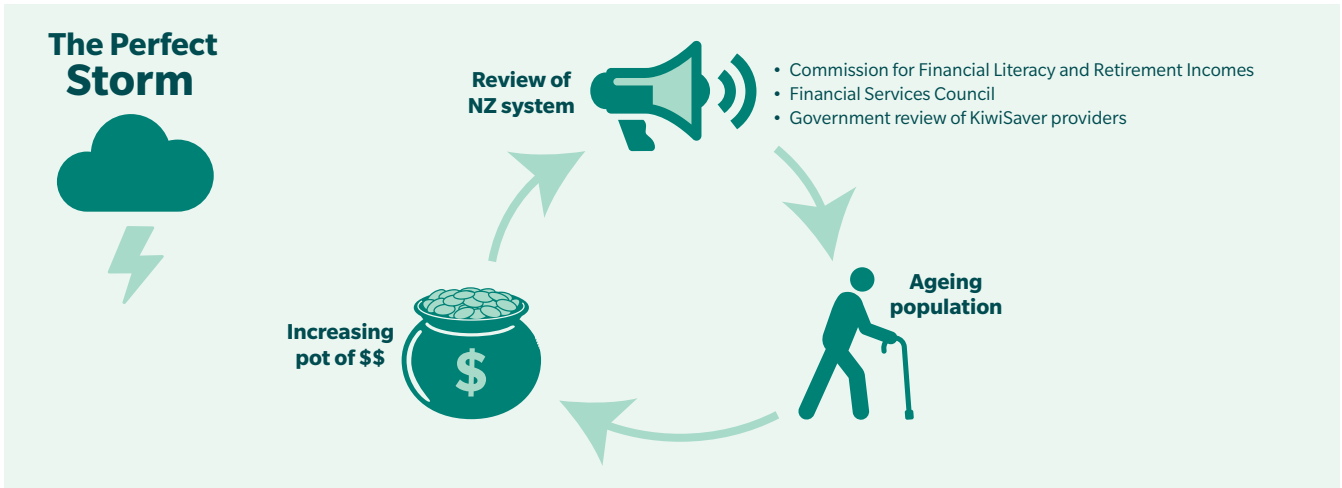 The Perfect
Storm
Review of
NZ system
• Commission for Financial Literacy and Retirement Incomes
• Financial Services Council
• Government review of KiwiSaver providers
Ageing
population
Increasing
pot of $$
$